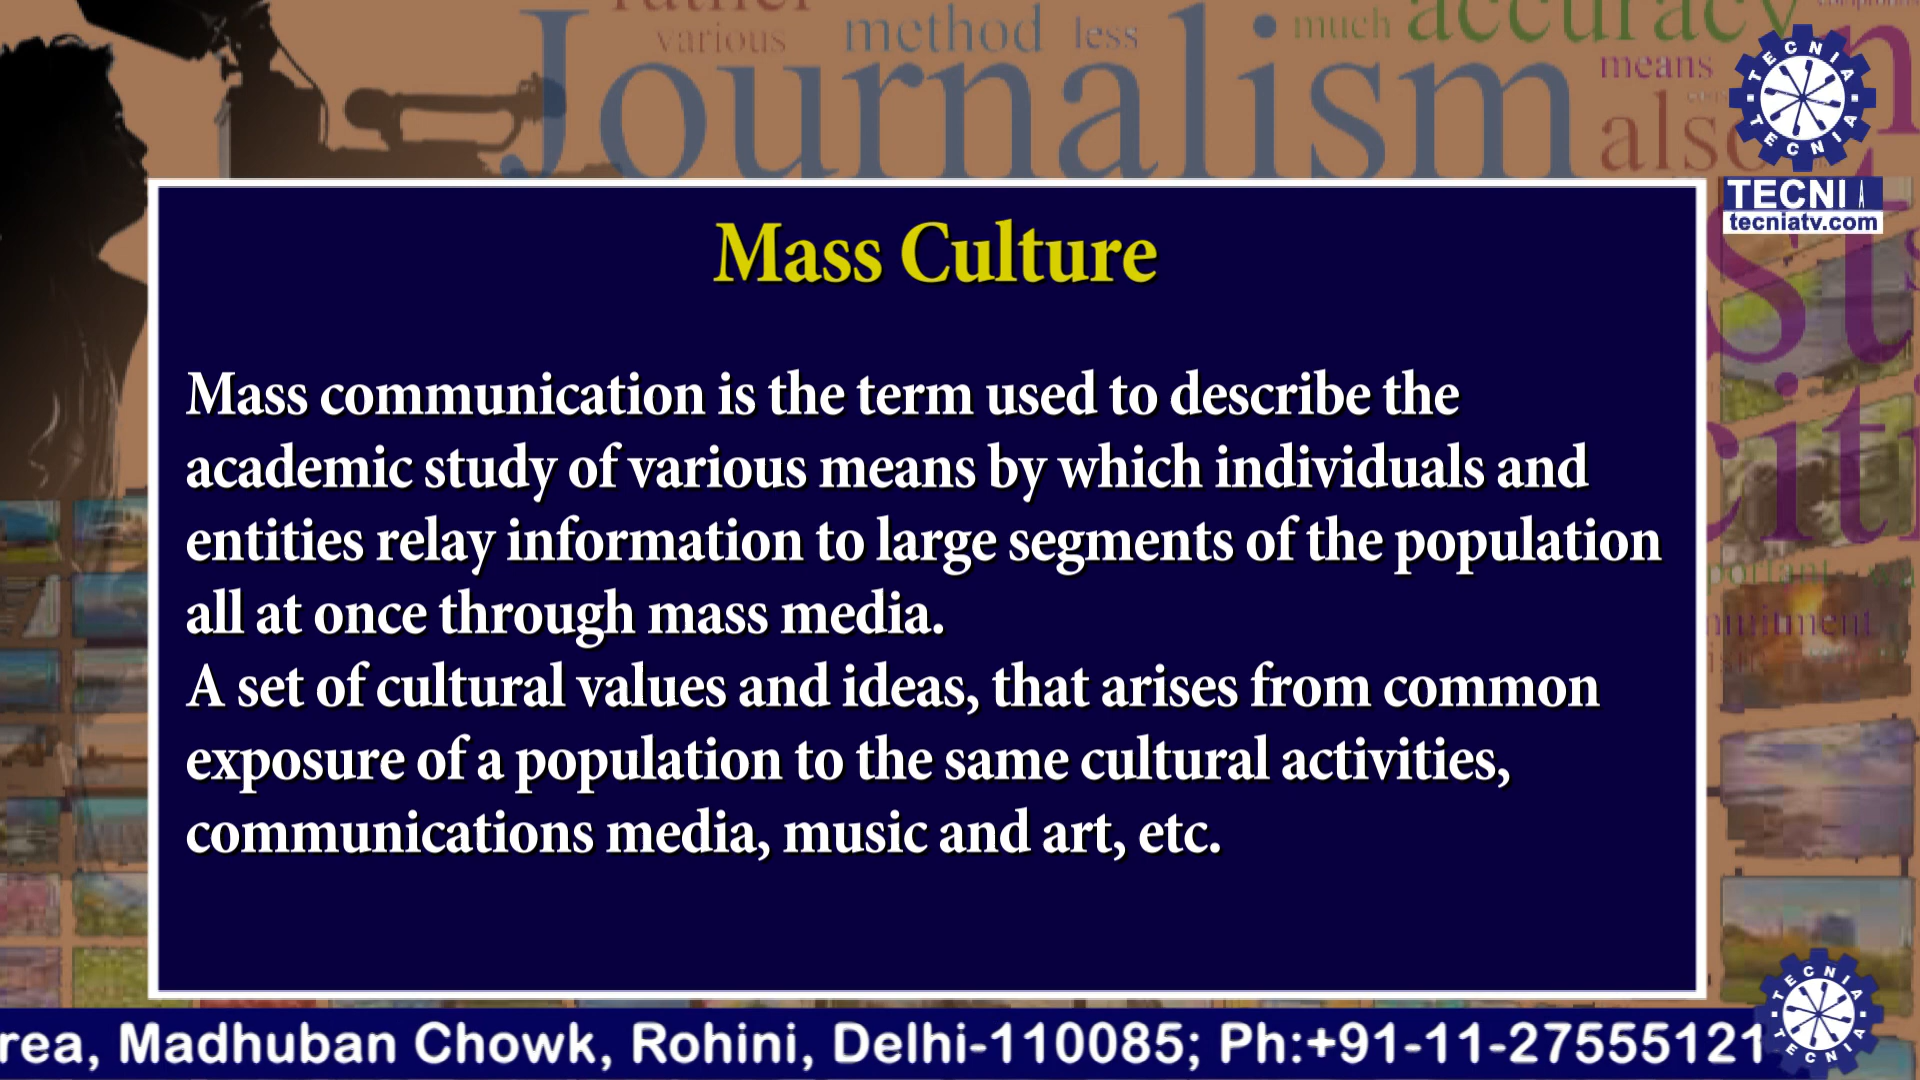 various method less much accuracy
Journalism
means
also
TECNIA TECNIA
TECNIA
tecniatv.com
Mass Culture
Mass communication is the term used to describe the
academic study of various means by which individuals and
entities relay information to large segments of the population
all at once through mass media.
A set of cultural values and ideas, that arises from common
exposure of a population to the same cultural activities,
communications media, music and art, etc.
rea, Madhuban Chowk, Rohini, Delhi-110085; Ph:+91-11-27555121
TECNIA TECNIA